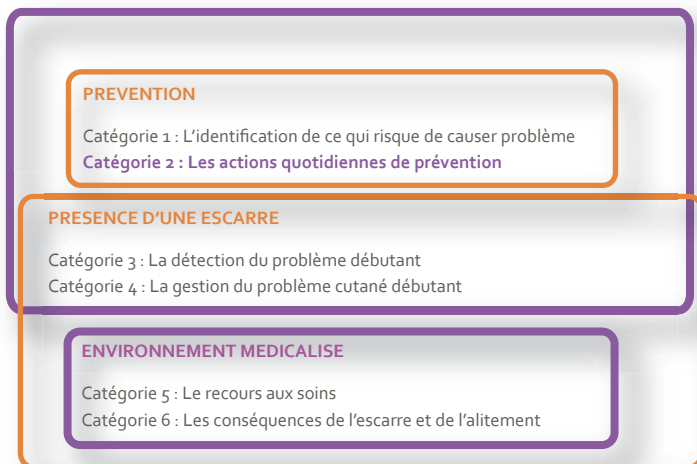 PREVENTION
Catégorie 1 : L'identification de ce qui risque de causer problème
Catégorie 2 : Les actions quotidiennes de prévention
PRESENCE D'UNE ESCARRE
Catégorie 3 : La détection du problème débutant
Catégorie 4 : La gestion du problème cutané débutant
ENVIRONNEMENT MEDICALISE
Catégorie 5 : Le recours aux soins
Catégorie 6 : Les conséquences de l'escarre et de l'alitement